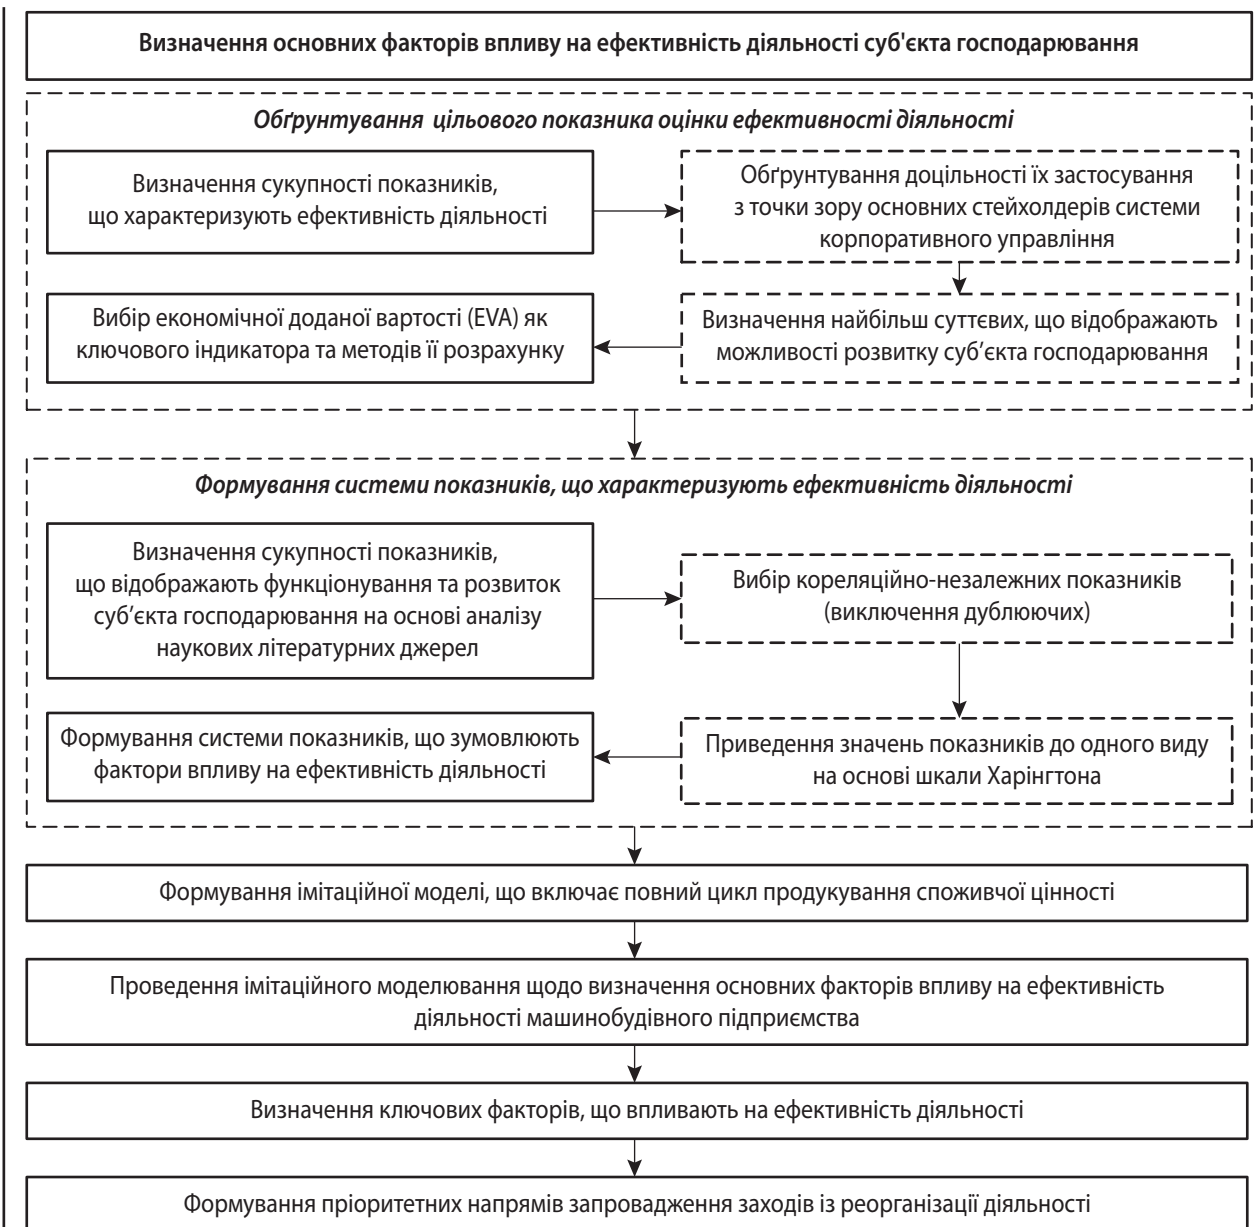 Визначення основних факторів впливу на ефективність діяльності суб'єкта господарювання
Обґрунтування цільового показника оцінки ефективності діяльності
Визначення сукупності показників,
що характеризують ефективність діяльності
Обґрунтування доцільності їх застосування
з точки зору основних стейхолдерів системи
корпоративного управління
Вибір економічної доданої вартості (EVA) як
ключового індикатора та методів її розрахунку
Визначення найбільш суттєвих, що відображають
можливості розвитку суб’єкта господарювання
Формування системи показників, що характеризують ефективність діяльності
Визначення сукупності показників,
що відображають функціонування та розвиток
суб’єкта господарювання на основі аналізу
наукових літературних джерел
Вибір кореляційно-незалежних показників
(виключення дублюючих)
Формування системи показників, що зумовлюють
фактори впливу на ефективність діяльності
Приведення значень показників до одного виду
на основі шкали Харінгтона
Формування імітаційної моделі, що включає повний цикл продукування споживчої цінності
Проведення імітаційного моделювання щодо визначення основних факторів впливу на ефективність
діяльності машинобудівного підприємства
Визначення ключових факторів, що впливають на ефективність діяльності
Формування пріоритетних напрямів запровадження заходів із реорганізації діяльності